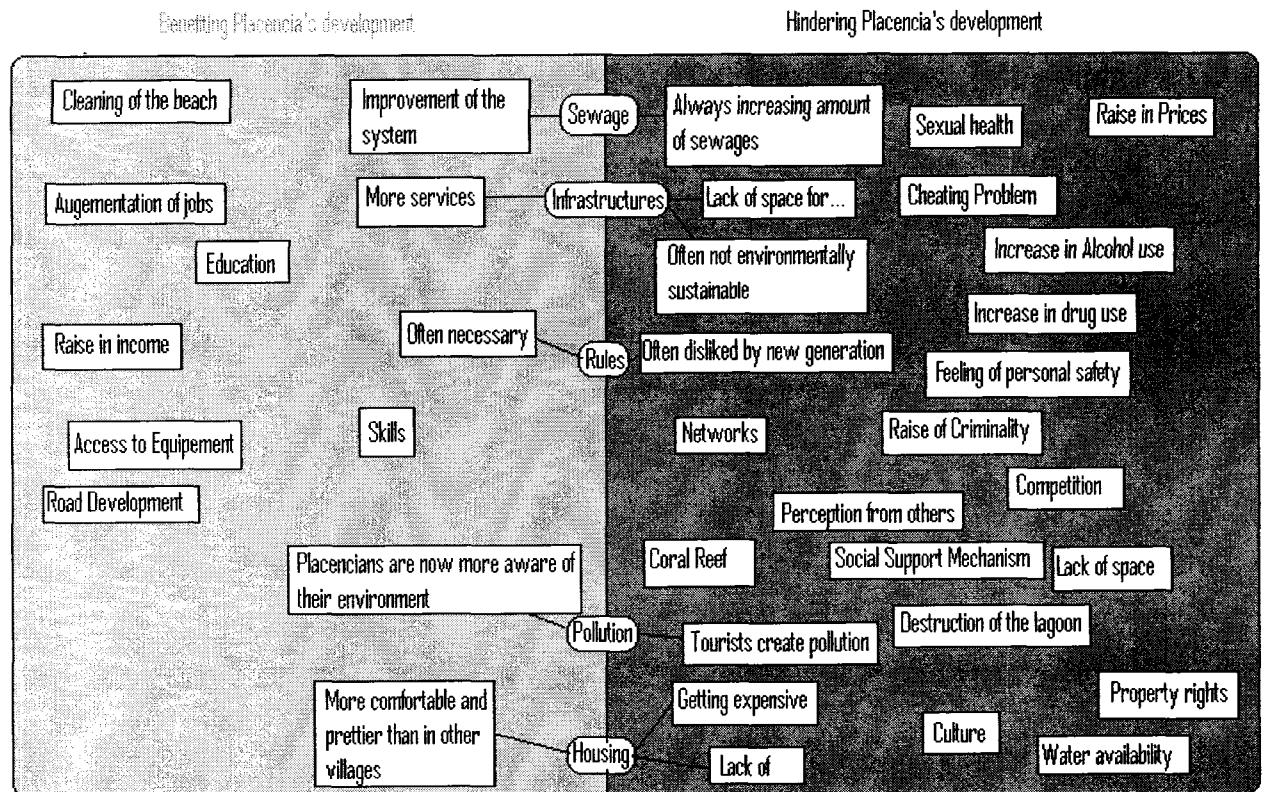 Benefiting Placencia's development
Hindering Placencia's development
Cleaning of the beach
Improvement of the
system
Sewage
Always increasing amount
of sewages
Sexual health
Raise in Prices
Augementation of jobs
More services
Infrastructures
Lack of space for...
Cheating Problem
Education
Often not environmentally
sustainable
Increase in Alcohol use
Raise in income
Often necessary
Rules
Often disliked by new generation
Increase in drug use
Feeling of personal safety
Access to Equipement
Skills
Networks
Raise of Criminality
Road Development
Competition
Perception from others
Placencians are now more aware of
their environment
Coral Reef
Social Support Mechanism
Lack of space
Pollution
Tourists create pollution
Destruction of the lagoon
More comfortable and
prettier than in other
villages
Housing
Getting expensive
Lack of
Culture
Property rights
Water availability